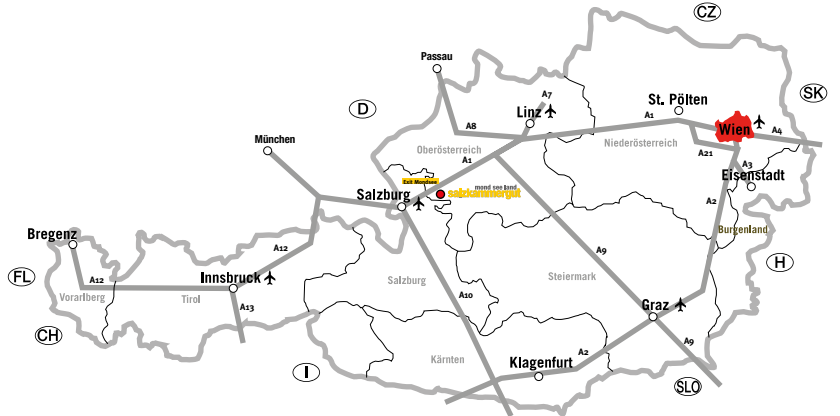 CZ
Passau
SK
A7
D
Linz
St. Pölten
A8
A1
Wien
A4
München
Oberösterreich
Niederösterreich
A21
A1
A3
Exit Mondsee
Eisenstadt
mond see land
Salzburg
salzkammergut
A2
Bregenz
Burgenland
A12
A9
H
FL
A12
Innsbruck
Salzburg
Steiermark
Vorarlberg
Tirol
A10
A13
Graz
CH
A9
Kärnten
A2
I
Klagenfurt
SLO